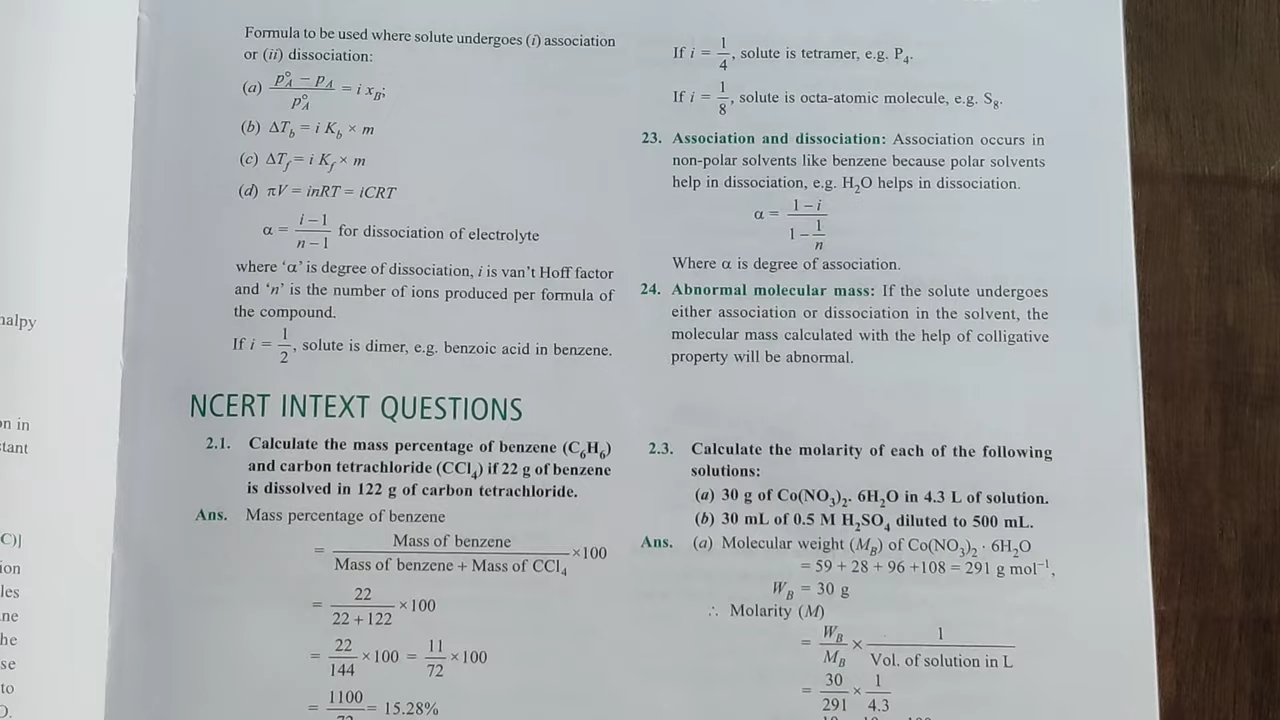 Formula to be used where solute undergoes (i) association
or (ii) dissociation:
(a) (p°A − pA) / p°A = i xB;
(b) ΔTb = i Kb × m
(c) ΔTf = i Kf × m
(d) πV = inRT = iCRT
α = (i−1) / (n−1) for dissociation of electrolyte
where ‘α’ is degree of dissociation, i is van’t Hoff factor
and ‘n’ is the number of ions produced per formula of
the compound.
If i = 1/2, solute is dimer, e.g. benzoic acid in benzene.
If i = 1/4, solute is tetramer, e.g. P₄.
If i = 1/8, solute is octa-atomic molecule, e.g. S₈.
23. Association and dissociation: Association occurs in
non-polar solvents like benzene because polar solvents
help in dissociation, e.g. H₂O helps in dissociation.
α = (1−i) / (1−1/n)
Where α is degree of association.
24. Abnormal molecular mass: If the solute undergoes
either association or dissociation in the solvent, the
molecular mass calculated with the help of colligative
property will be abnormal.
NCERT INTEXT QUESTIONS
2.1. Calculate the mass percentage of benzene (C₆H₆)
and carbon tetrachloride (CCl₄) if 22 g of benzene
is dissolved in 122 g of carbon tetrachloride.
Ans. Mass percentage of benzene
= Mass of benzene / (Mass of benzene + Mass of CCl₄) ×100
= 22 / (22 + 122) ×100
= 22/144 ×100 = 11/72 ×100
= 1100/72 = 15.28%
2.3. Calculate the molarity of each of the following
solutions:
(a) 30 g of Co(NO₃)₂. 6H₂O in 4.3 L of solution.
(b) 30 mL of 0.5 M H₂SO₄ diluted to 500 mL.
Ans. (a) Molecular weight (MB) of Co(NO₃)₂ · 6H₂O
= 59 + 28 + 96 +108 = 291 g mol⁻¹,
WB = 30 g
∴ Molarity (M)
= WB/MB × 1 / Vol. of solution in L
= 30/291 × 1/4.3